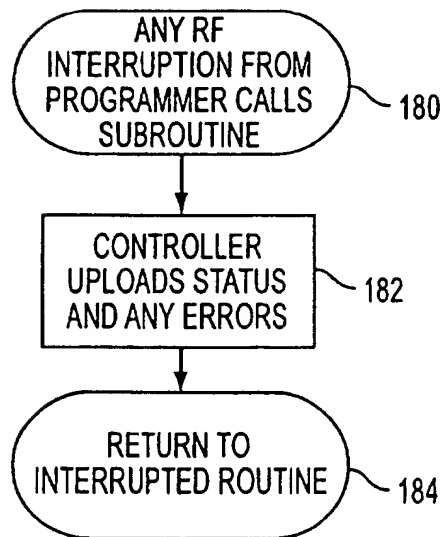 ANY RF
INTERRUPTION FROM
PROGRAMMER CALLS
SUBROUTINE
180
CONTROLLER
UPLOADS STATUS
AND ANY ERRORS
182
RETURN TO
INTERRUPTED ROUTINE
184